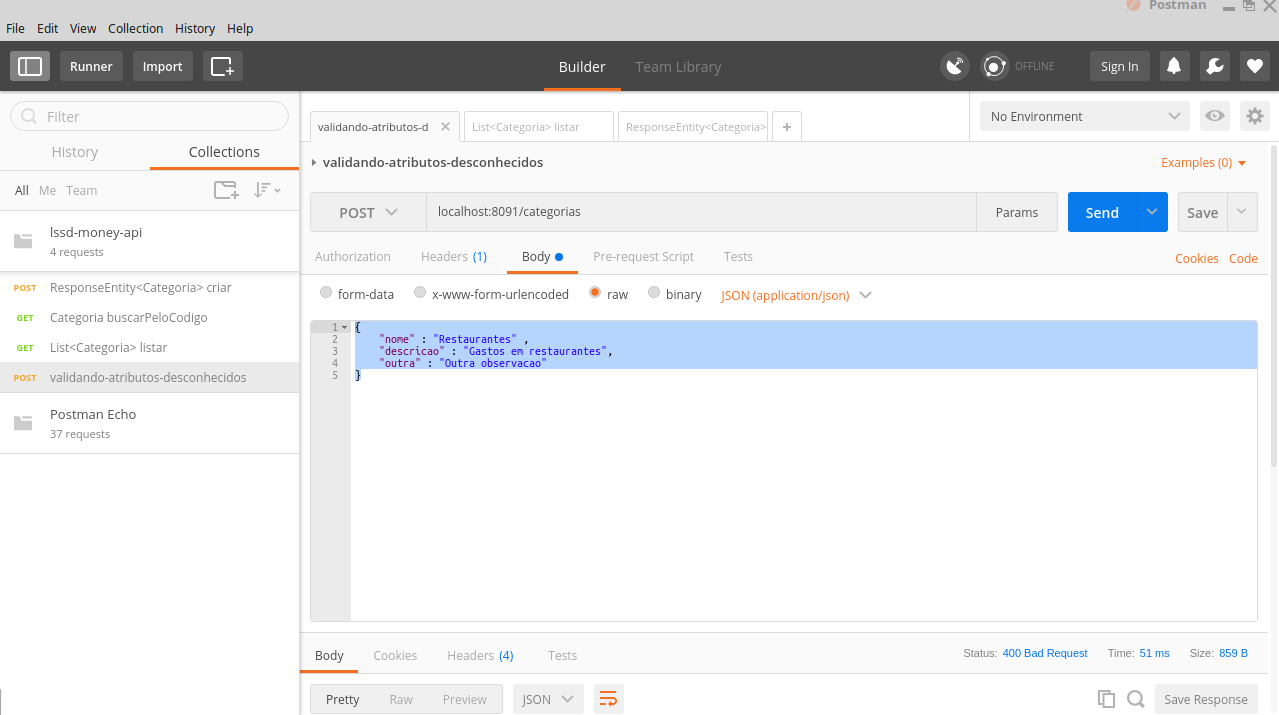 Postman
File Edit View Collection History Help
Runner Import Builder Team Library OFFLINE Sign In
Filter
History Collections
All Me Team
lssd-money-api
4 requests
POST ResponseEntity<Categoria> criar
GET Categoria buscarPeloCodigo
GET List<Categoria> listar
POST validando-atributos-desconhecidos
Postman Echo
37 requests
validando-atributos-d List<Categoria> listar ResponseEntity<Categoria> +
No Environment
validando-atributos-desconhecidos Examples (0)
POST localhost:8091/categorias Params Send Save
Authorization Headers (1) Body Pre-request Script Tests Cookies Code
form-data x-www-form-urlencoded raw binary JSON (application/json)
1 {
2 "nome" : "Restaurantes" ,
3 "descricao" : "Gastos em restaurantes",
4 "outra" : "Outra observacao"
5 }
Body Cookies Headers (4) Tests Status: 400 Bad Request Time: 51 ms Size: 859 B
Pretty Raw Preview JSON Save Response